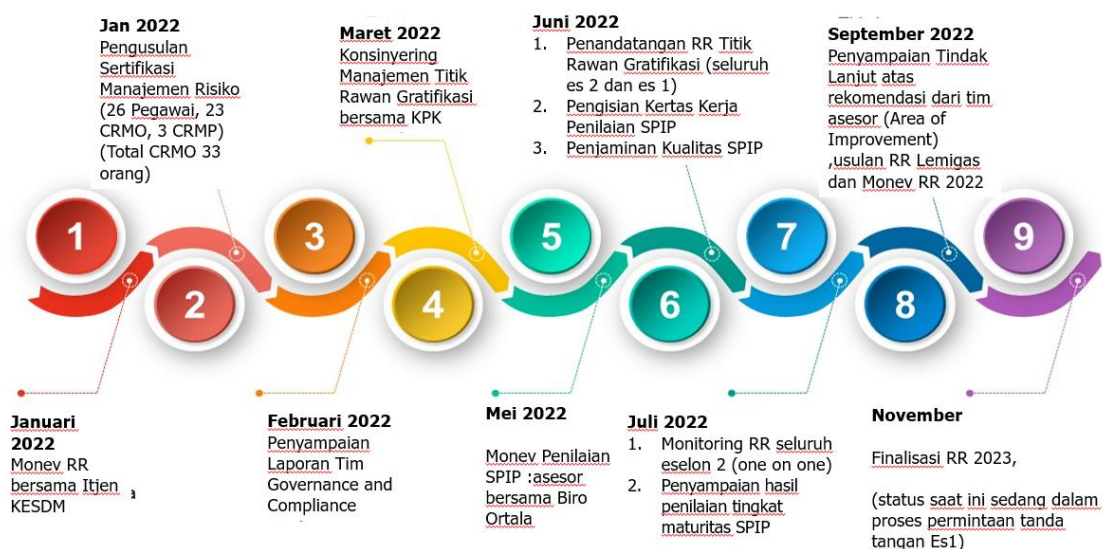 Jan 2022
Pengusulan
Sertifikasi
Manajemen Risiko
(26 Pegawai, 23
CRMO, 3 CRMP)
(Total CRMO 33
orang)
Maret 2022
Konsinyering
Manajemen Titik
Rawan Gratifikasi
bersama KPK
Juni 2022
1. Penandatangan RR Titik
Rawan Gratifikasi (seluruh
es 2 dan es 1)
2. Pengisian Kertas Kerja
Penilaian SPIP
3. Penjaminan Kualitas SPIP
September 2022
Penyampaian Tindak
Lanjut atas
rekomendasi dari tim
asesor (Area of
Improvement)
,usulan RR Lemigas
dan Monev RR 2022
1
2
3
4
5
6
7
8
9
Januari
2022
Monev RR
bersama Itjen
KESDM
Februari 2022
Penyampaian
Laporan Tim
Governance and
Compliance
Mei 2022
Monev Penilaian
SPIP :asesor
bersama Biro
Ortala
Juli 2022
1. Monitoring RR seluruh
eselon 2 (one on one)
2. Penyampaian hasil
penilaian tingkat
maturitas SPIP
November
Finalisasi RR 2023,
(status saat ini sedang dalam
proses permintaan tanda
tangan Es1)